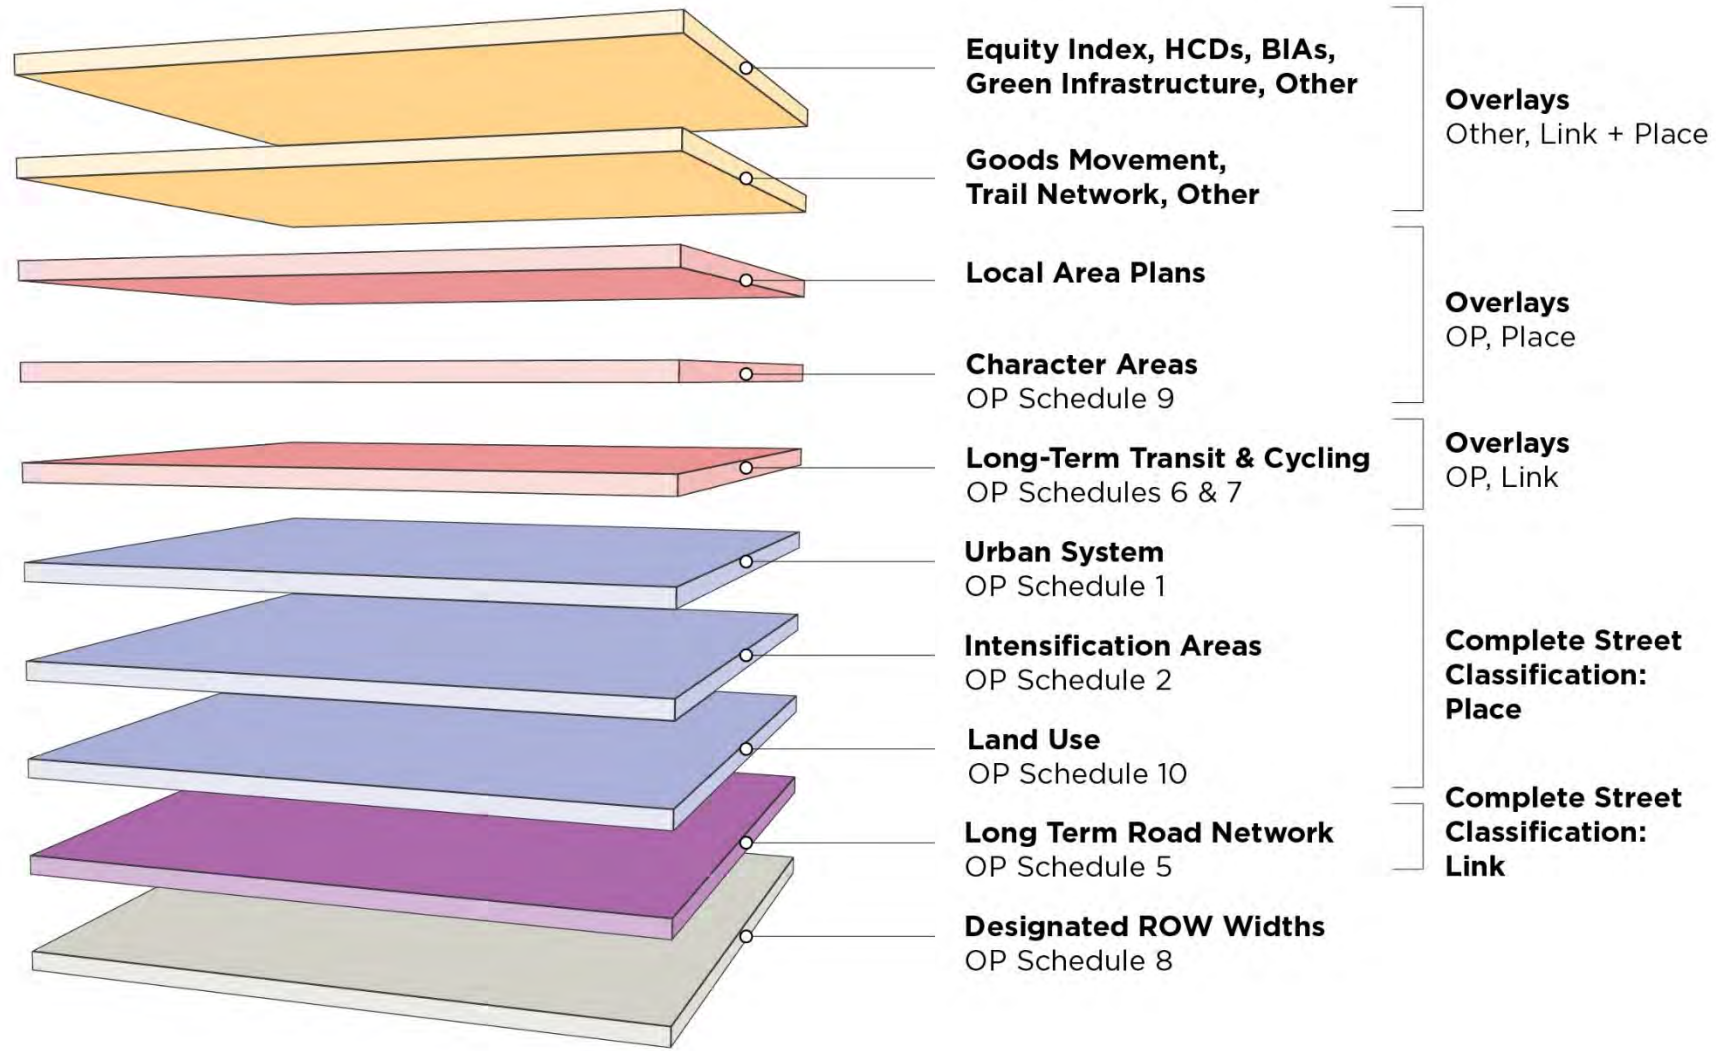 Equity Index, HCDs, BIAs,
Green Infrastructure, Other
Goods Movement,
Trail Network, Other
Overlays
Other, Link + Place
Local Area Plans
Character Areas
OP Schedule 9
Overlays
OP, Place
Long-Term Transit & Cycling
OP Schedules 6 & 7
Overlays
OP, Link
Urban System
OP Schedule 1
Intensification Areas
OP Schedule 2
Land Use
OP Schedule 10
Complete Street
Classification:
Place
Long Term Road Network
OP Schedule 5
Complete Street
Classification:
Link
Designated ROW Widths
OP Schedule 8